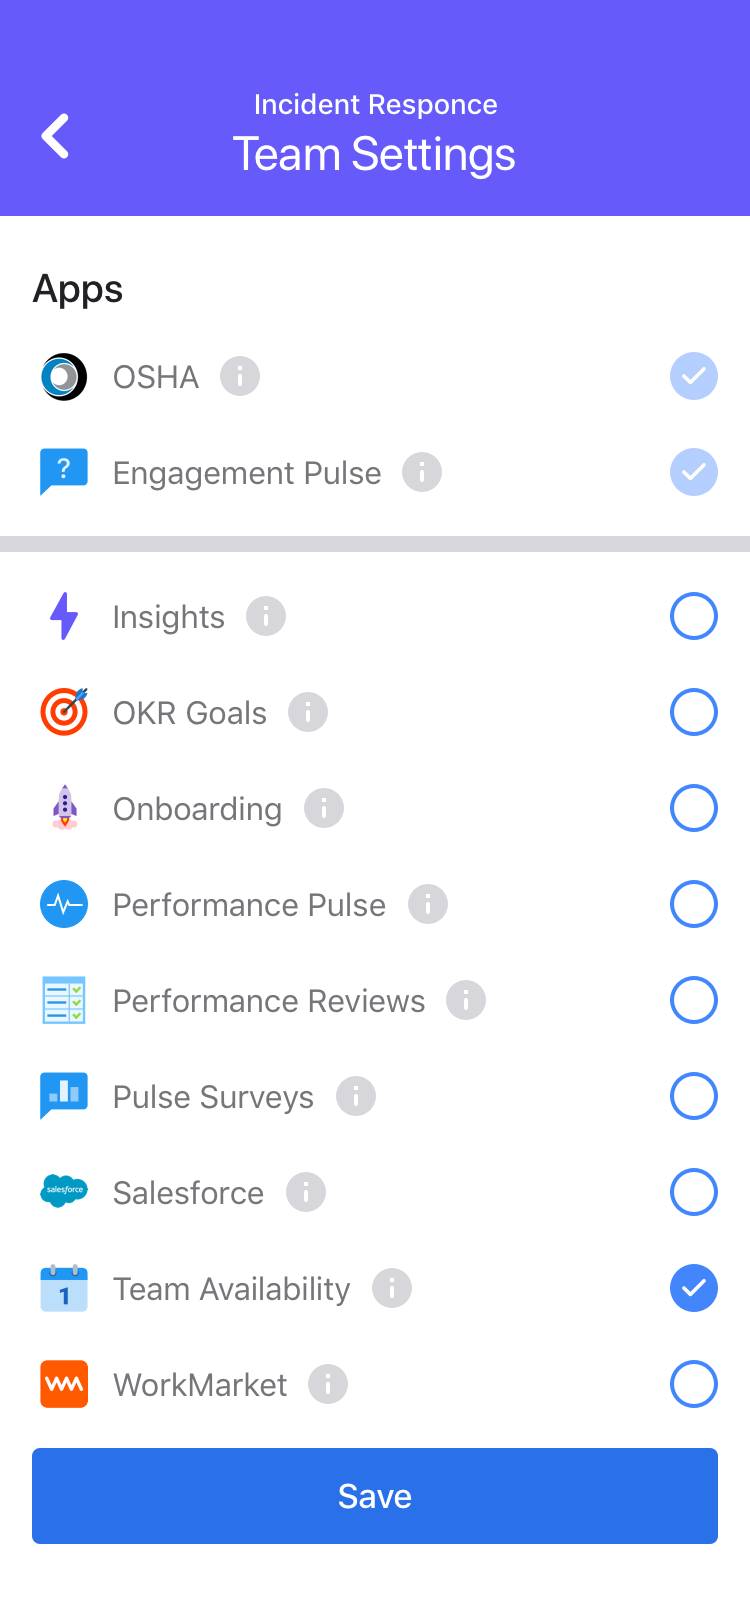 Incident Responce
Team Settings
Apps
OSHA
? Engagement Pulse
Insights
OKR Goals
Onboarding
Performance Pulse
Performance Reviews
Pulse Surveys
salesforce Salesforce
1 Team Availability
WorkMarket
Save